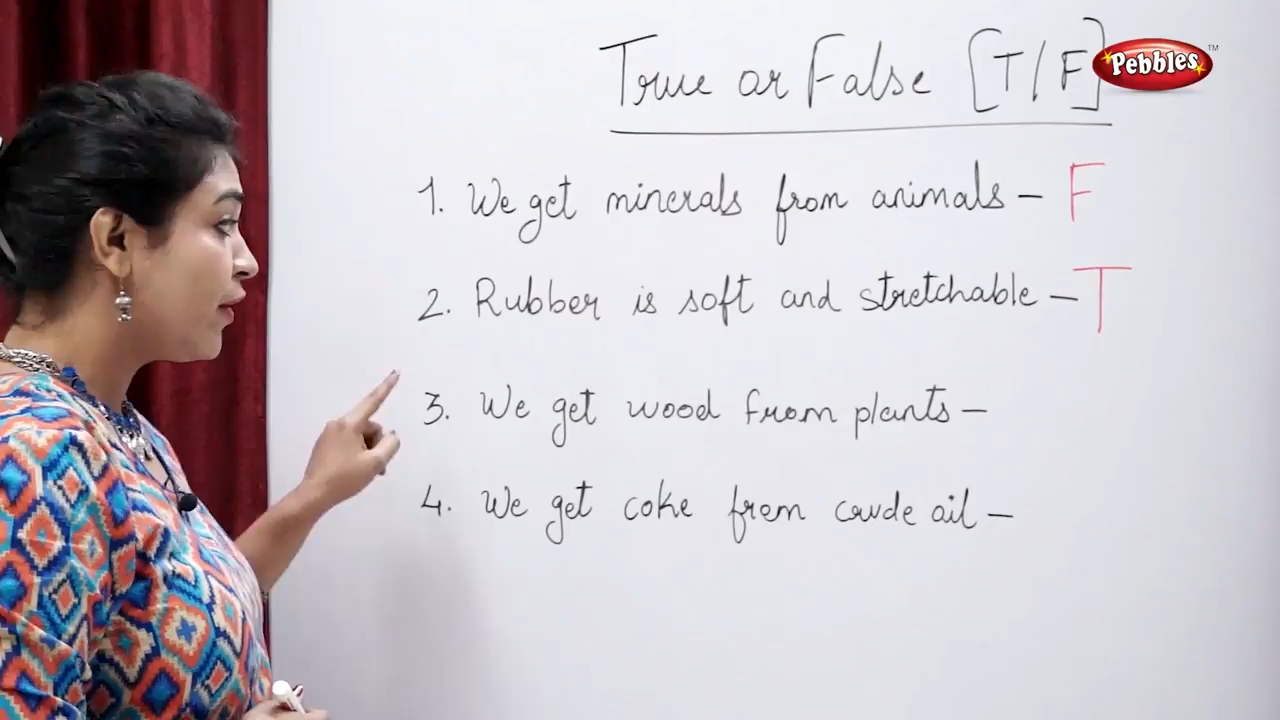 True or False [T/F]
Pebbles TM
1. We get minerals from animals — F
2. Rubber is soft and stretchable — T
3. We get wood from plants —
4. We get coke from crude oil —